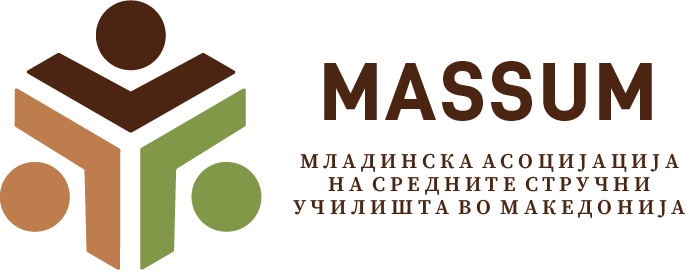 MASSUM
МЛАДИНСКА АСОЦИЈАЦИЈА
НА СРЕДНИТЕ СТРУЧНИ
УЧИЛИШТА ВО МАКЕДОНИЈА